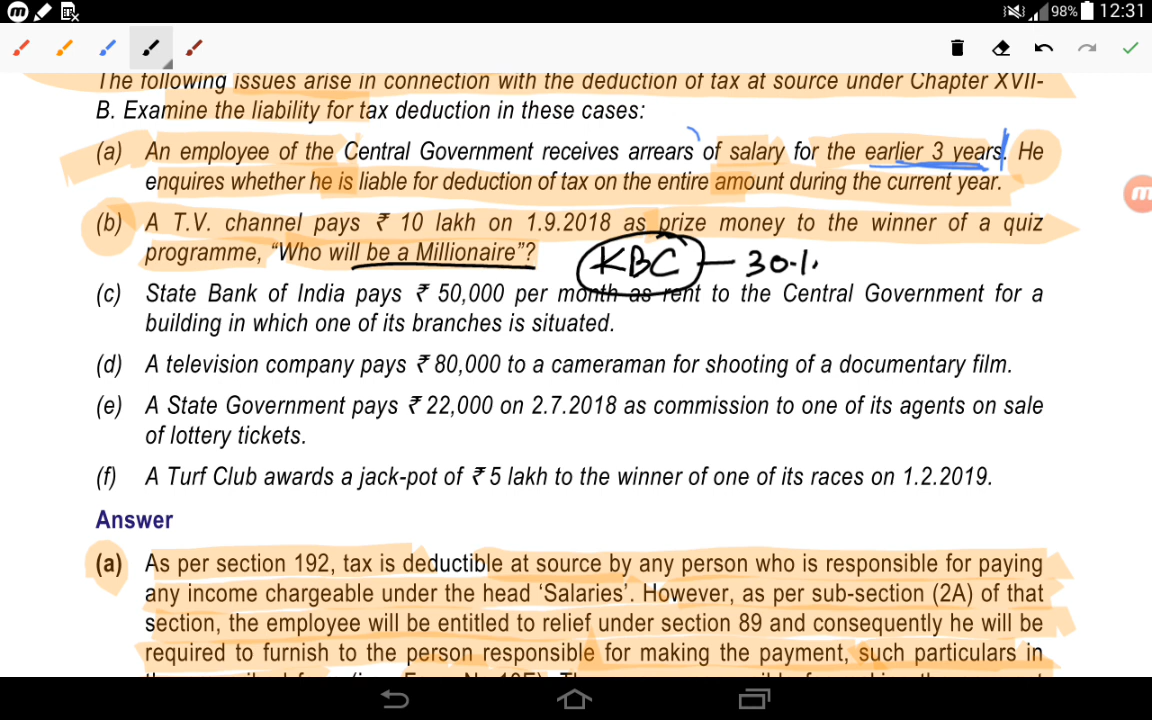 98% 12:31
The following issues arise in connection with the deduction of tax at source under Chapter XVII-
B. Examine the liability for tax deduction in these cases:
(a) An employee of the Central Government receives arrears of salary for the earlier 3 years. He
enquires whether he is liable for deduction of tax on the entire amount during the current year.
(b) A T.V. channel pays ₹ 10 lakh on 1.9.2018 as prize money to the winner of a quiz
programme, “Who will be a Millionaire”?
KBC – 30%
(c) State Bank of India pays ₹ 50,000 per month as rent to the Central Government for a
building in which one of its branches is situated.
(d) A television company pays ₹ 80,000 to a cameraman for shooting of a documentary film.
(e) A State Government pays ₹ 22,000 on 2.7.2018 as commission to one of its agents on sale
of lottery tickets.
(f) A Turf Club awards a jack-pot of ₹ 5 lakh to the winner of one of its races on 1.2.2019.
Answer
(a) As per section 192, tax is deductible at source by any person who is responsible for paying
any income chargeable under the head ‘Salaries’. However, as per sub-section (2A) of that
section, the employee will be entitled to relief under section 89 and consequently he will be
required to furnish to the person responsible for making the payment, such particulars in